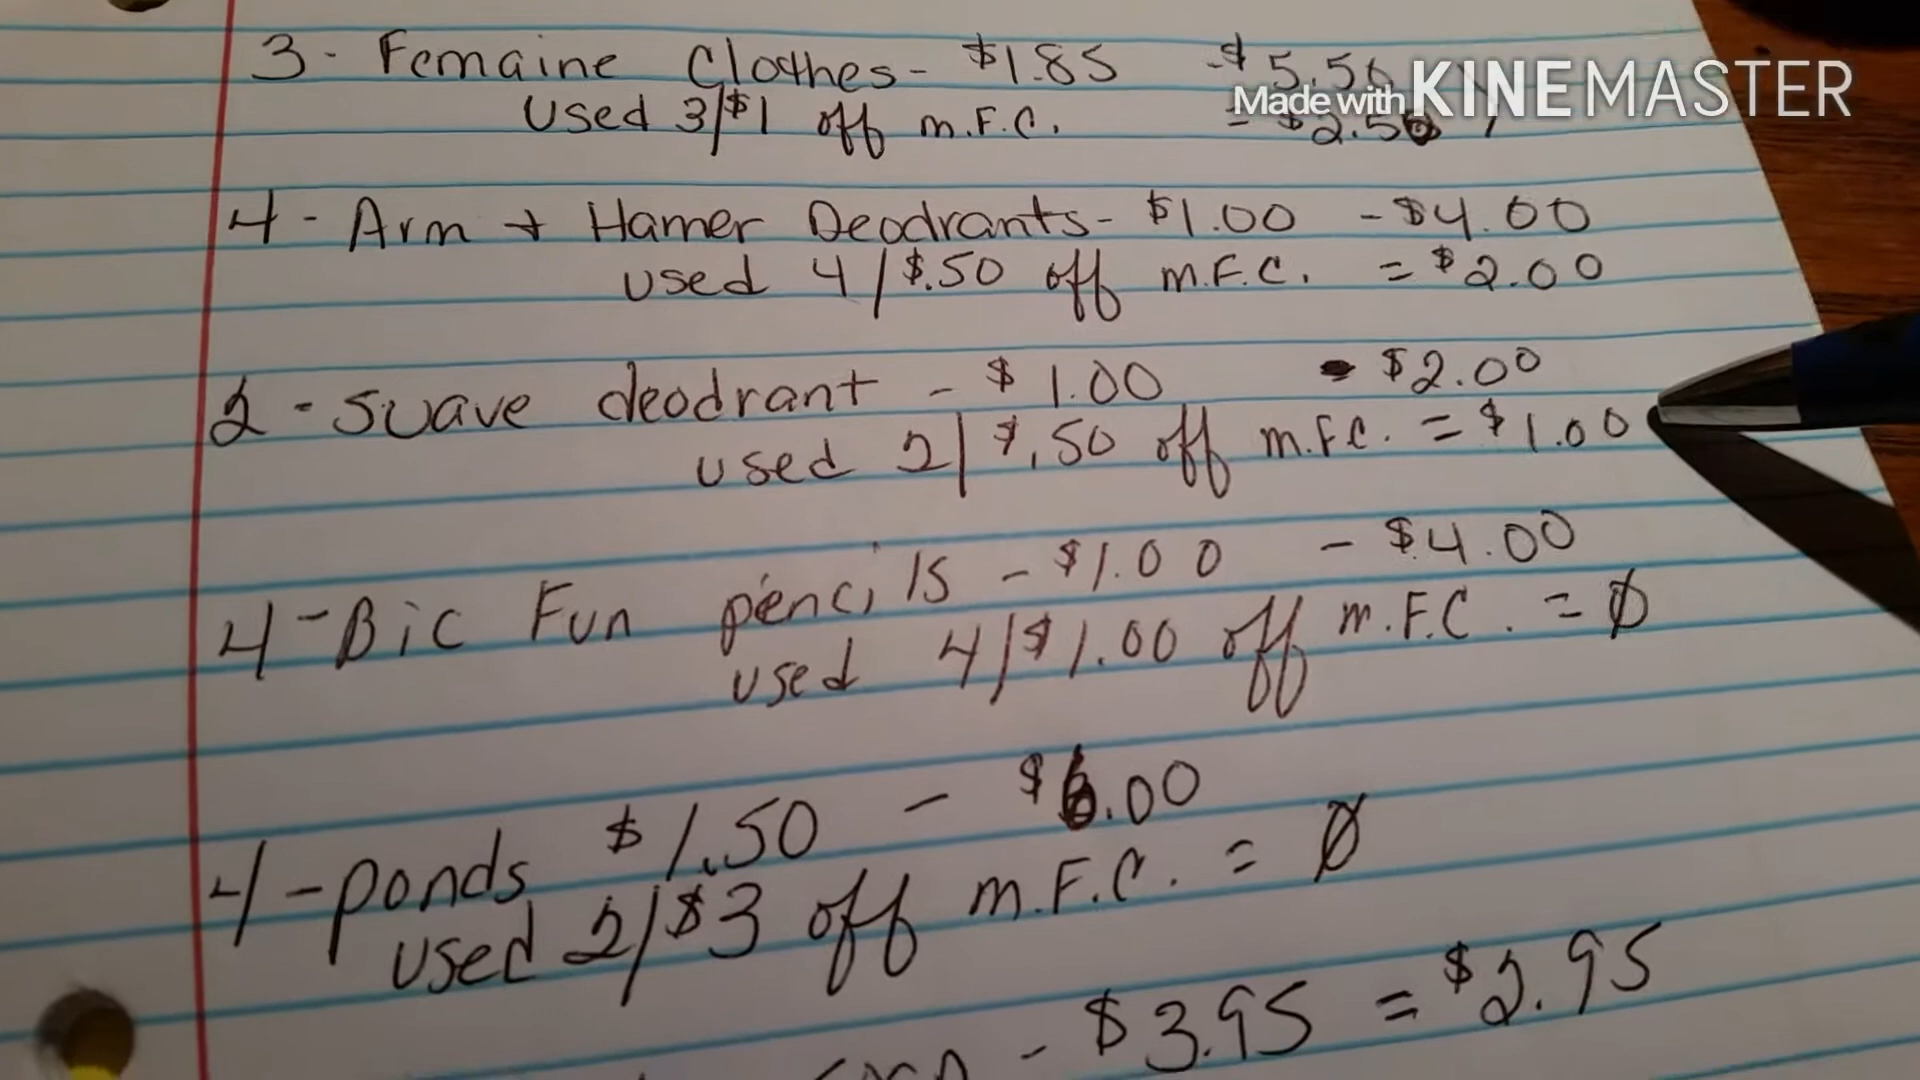 3 - Femaine Clothes - $1.85 - $5.56
Made with KINEMASTER
Used 3/$1 off m.F.C. = $2.56
4 - Arm + Hamer Deodrants - $1.00 - $4.00
used 4/$.50 off m.F.C. = $2.00
2 - Suave deodrant - $1.00 - $2.00
used 2/$.50 off m.F.C. = $1.00
4 - Bic Fun pencils - $1.00 - $4.00
used 4/$1.00 off m.F.C. = Ø
4 - ponds $1.50 - $6.00
used 2/$3 off m.F.C. = Ø
- $3.95 = $2.95